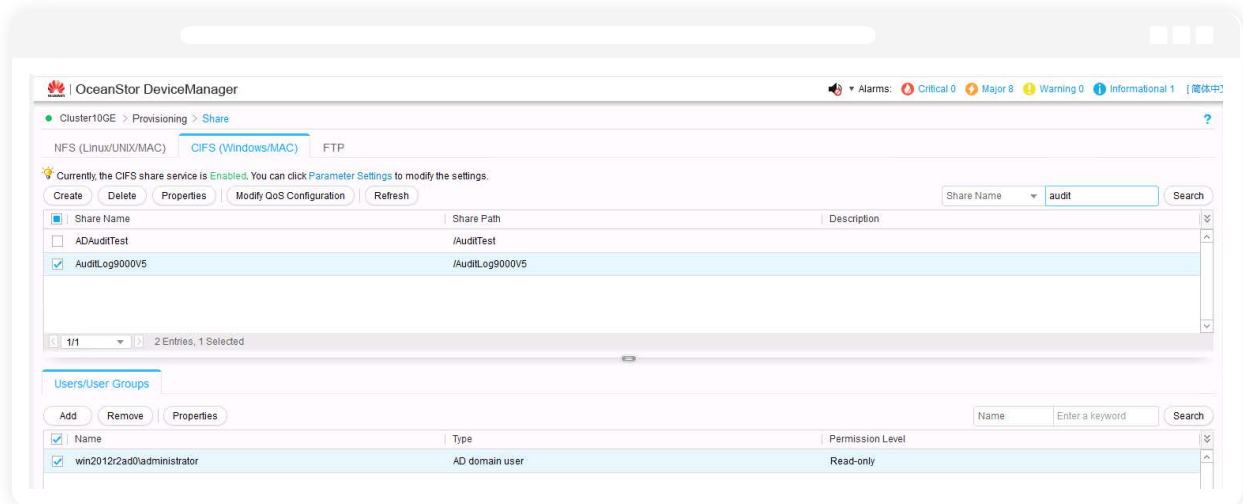 OceanStor DeviceManager
Alarms: Critical 0 Major 8 Warning 0 Informational 1 [简体中文
Cluster10GE > Provisioning > Share ?
NFS (Linux/UNIX/MAC) CIFS (Windows/MAC) FTP
Currently, the CIFS share service is Enabled. You can click Parameter Settings to modify the settings.
Create Delete Properties Modify QoS Configuration Refresh Share Name audit Search
Share Name Share Path Description
ADAuditTest /AuditTest
AuditLog9000V5 /AuditLog9000V5
1/1 2 Entries, 1 Selected
Users/User Groups
Add Remove Properties Name Enter a keyword Search
Name Type Permission Level
win2012r2ad0\administrator AD domain user Read-only